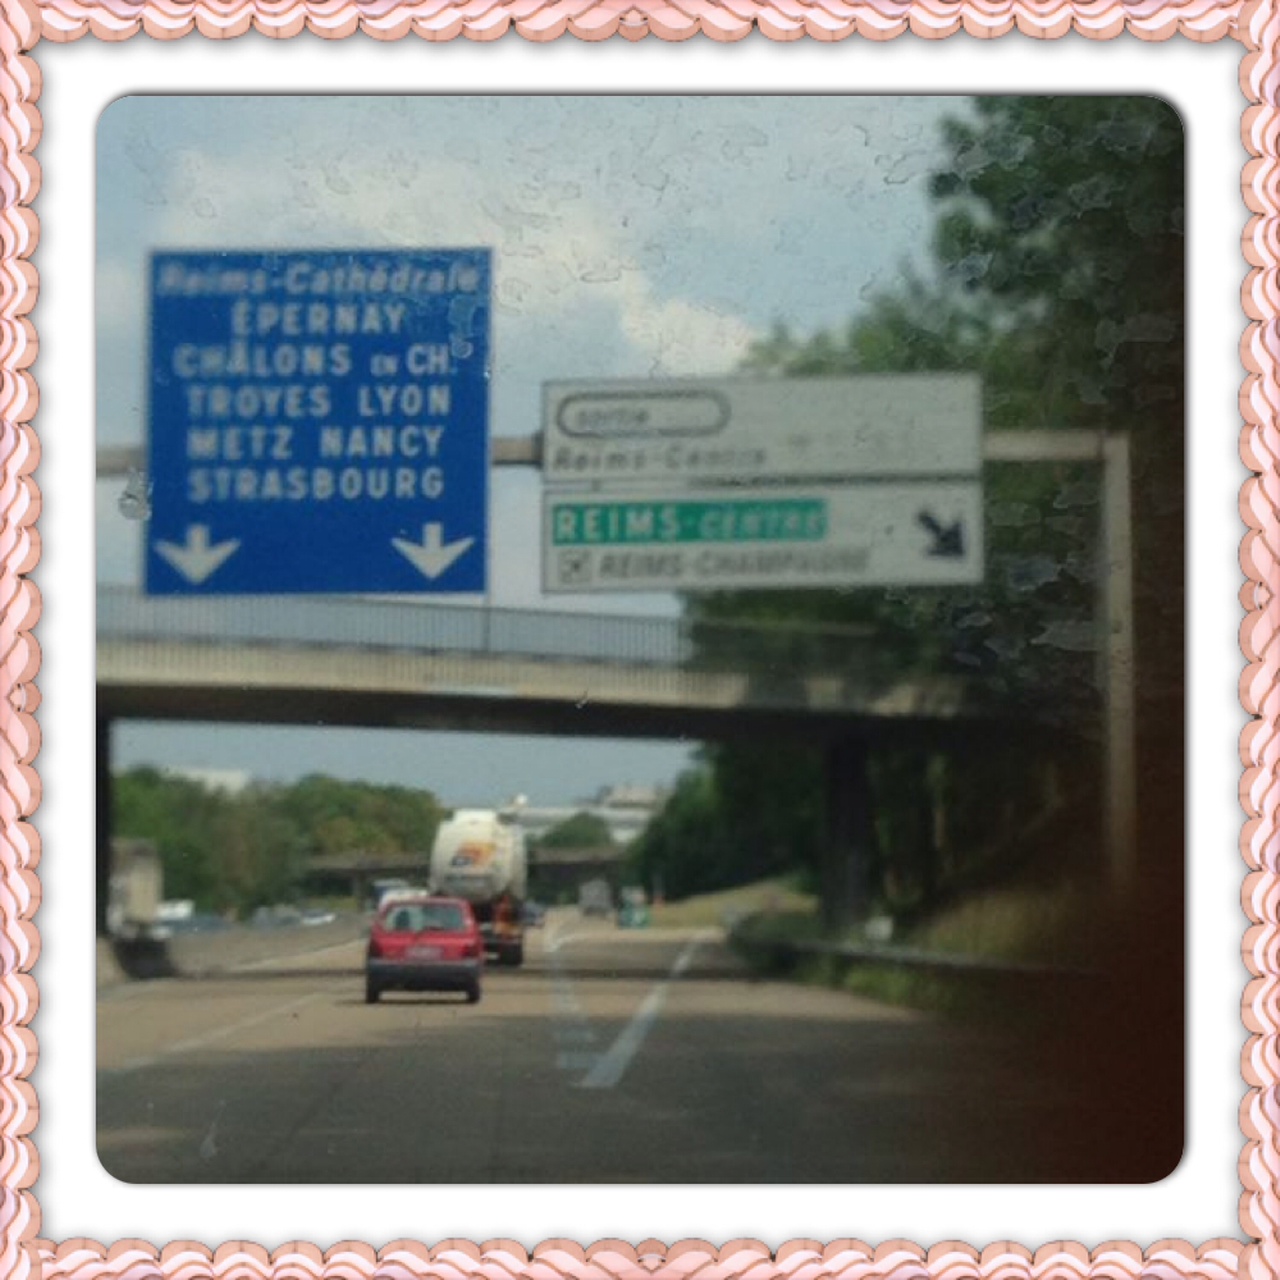 Reims-Cathédrale
ÉPERNAY
CHÂLONS EN CH.
TROYES LYON
METZ NANCY
STRASBOURG
sortie
Reims-Centre
REIMS-CENTRE
REIMS-CHAMPAGNE